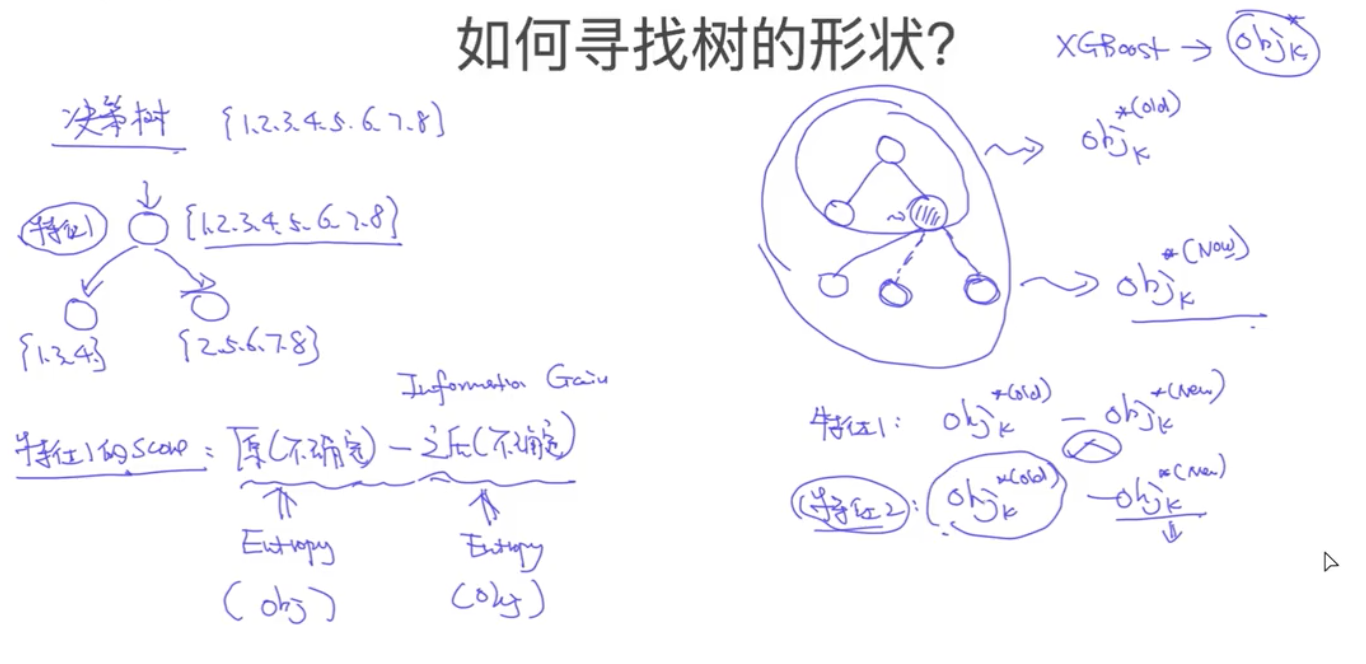 如何寻找树的形状?
XGBoost → obj_k^*
决策树 {1.2.3.4.5.6.7.8}
特征1 {1.2.3.4.5.6.7.8}
{1.3.4} {2.5.6.7.8}
Information Gain
特征1的score: 原(不确定) - 之后(不确定)
Entropy Entropy
(obj) (obj)
obj_k^{*(old)}
obj_k^{*(Now)}
特征1: obj_k^{*(old)} - obj_k^{*(New)}
特征2: obj_k^{*(old)} - obj_k^{*(New)}